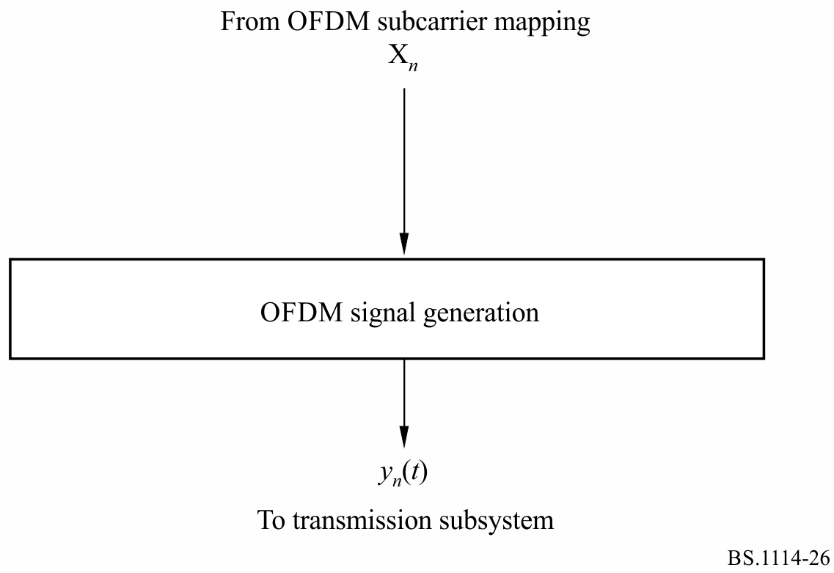 From OFDM subcarrier mapping
Xn
OFDM signal generation
yn(t)
To transmission subsystem
BS.1114-26